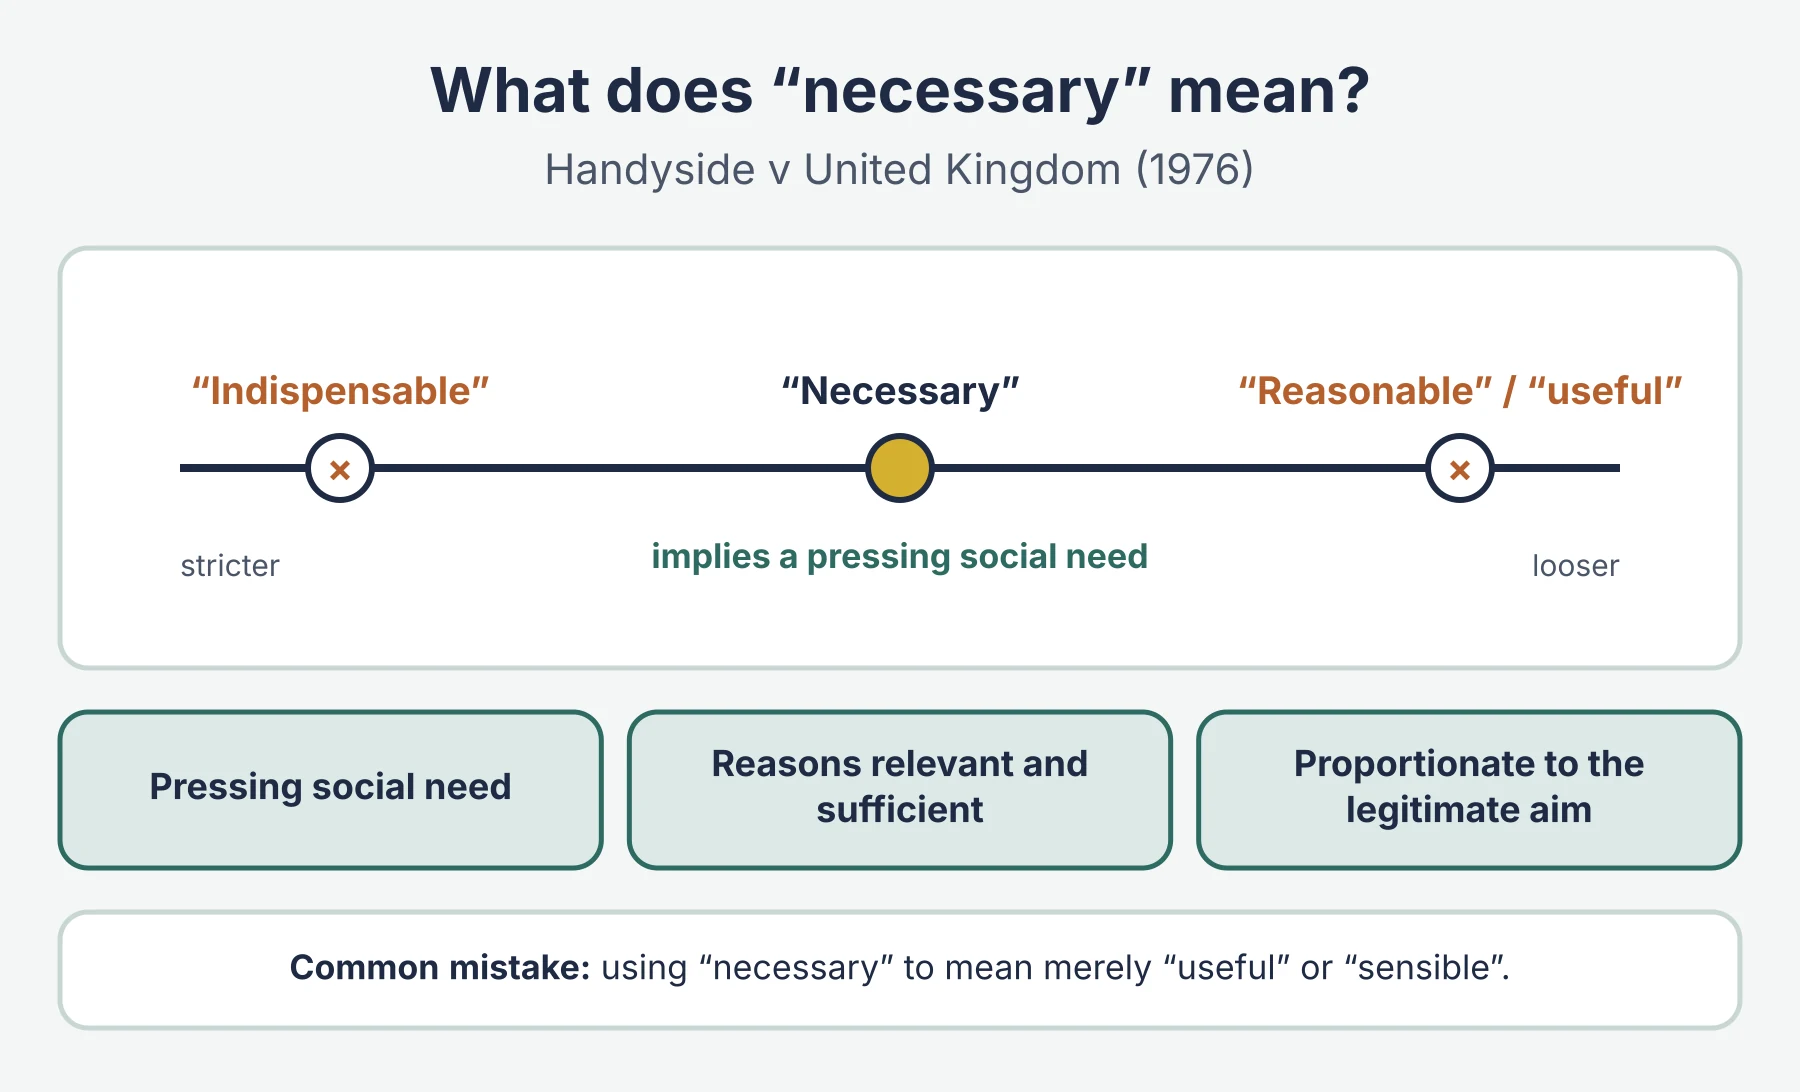 What does “necessary” mean?
Handyside v United Kingdom (1976)
“Indispensable”
“Necessary”
“Reasonable” / “useful”
×
×
stricter
implies a pressing social need
looser
Pressing social need
Reasons relevant and
sufficient
Proportionate to the
legitimate aim
Common mistake: using “necessary” to mean merely “useful” or “sensible”.